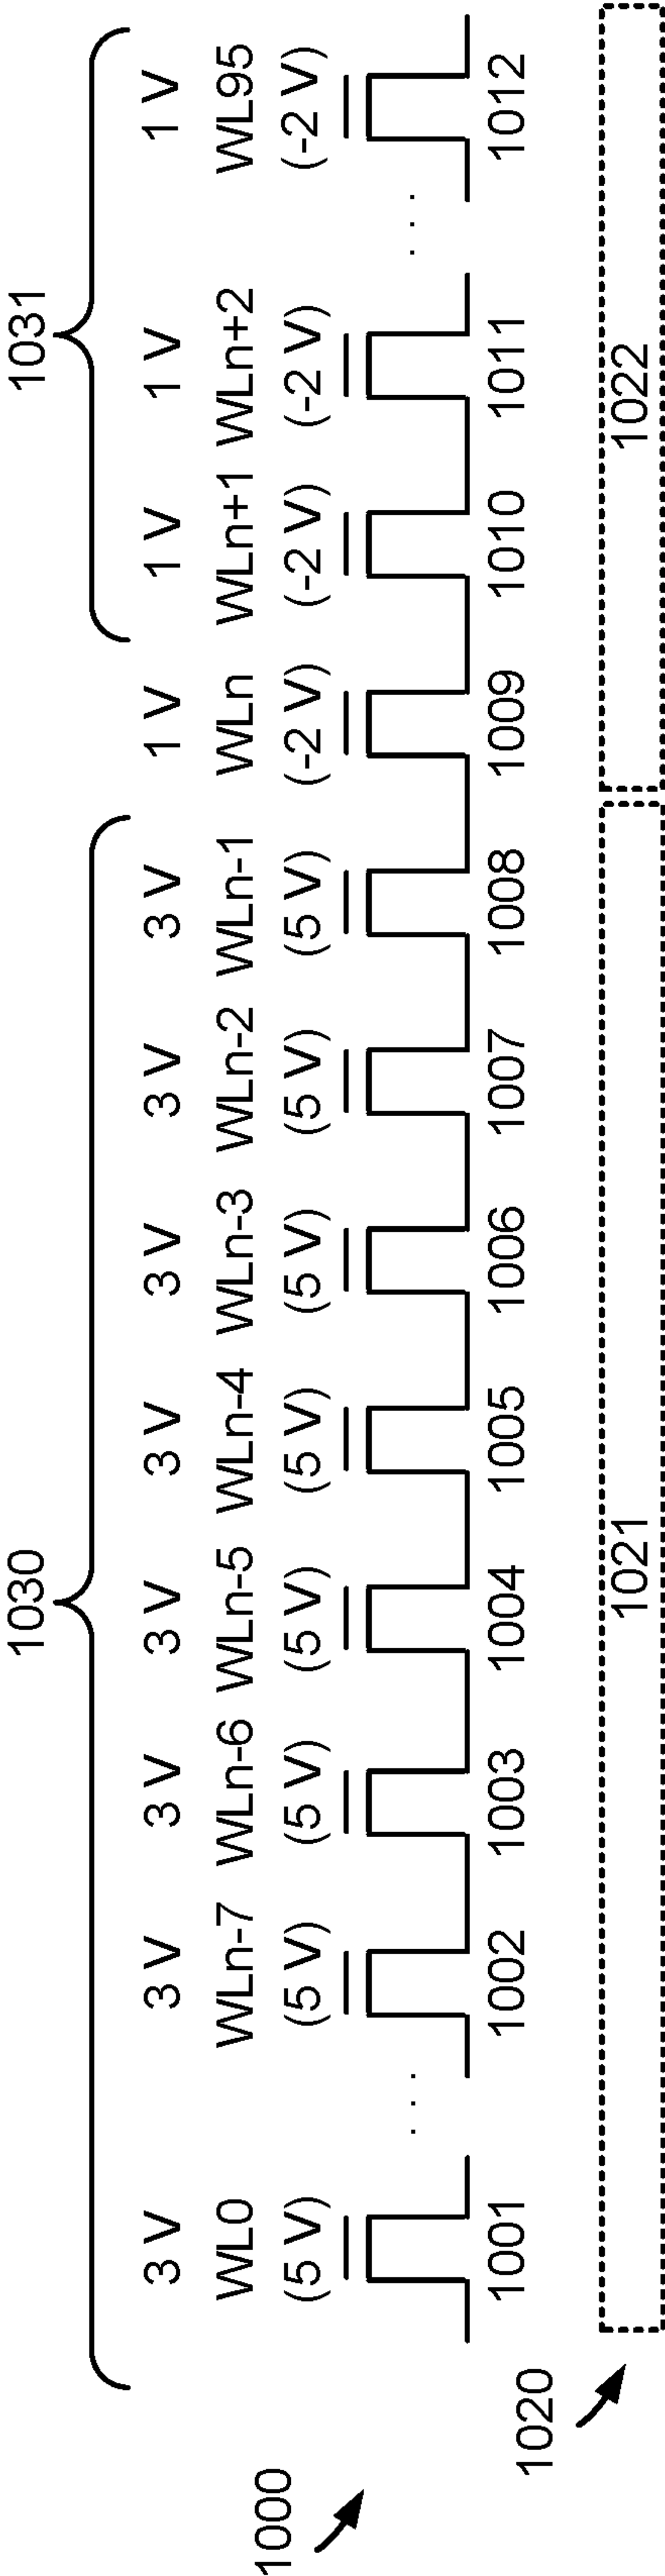 1030 1031
3 V 3 V 3 V 3 V 3 V 3 V 3 V 3 V 1 V 1 V 1 V 1 V
WL0 WLn-7 WLn-6 WLn-5 WLn-4 WLn-3 WLn-2 WLn-1 WLn WLn+1 WLn+2 WL95
(5 V) (5 V) (5 V) (5 V) (5 V) (5 V) (5 V) (5 V) (-2 V) (-2 V) (-2 V) (-2 V)
1000
. . . . . .
1001 1002 1003 1004 1005 1006 1007 1008 1009 1010 1011 1012
1020
1021 1022